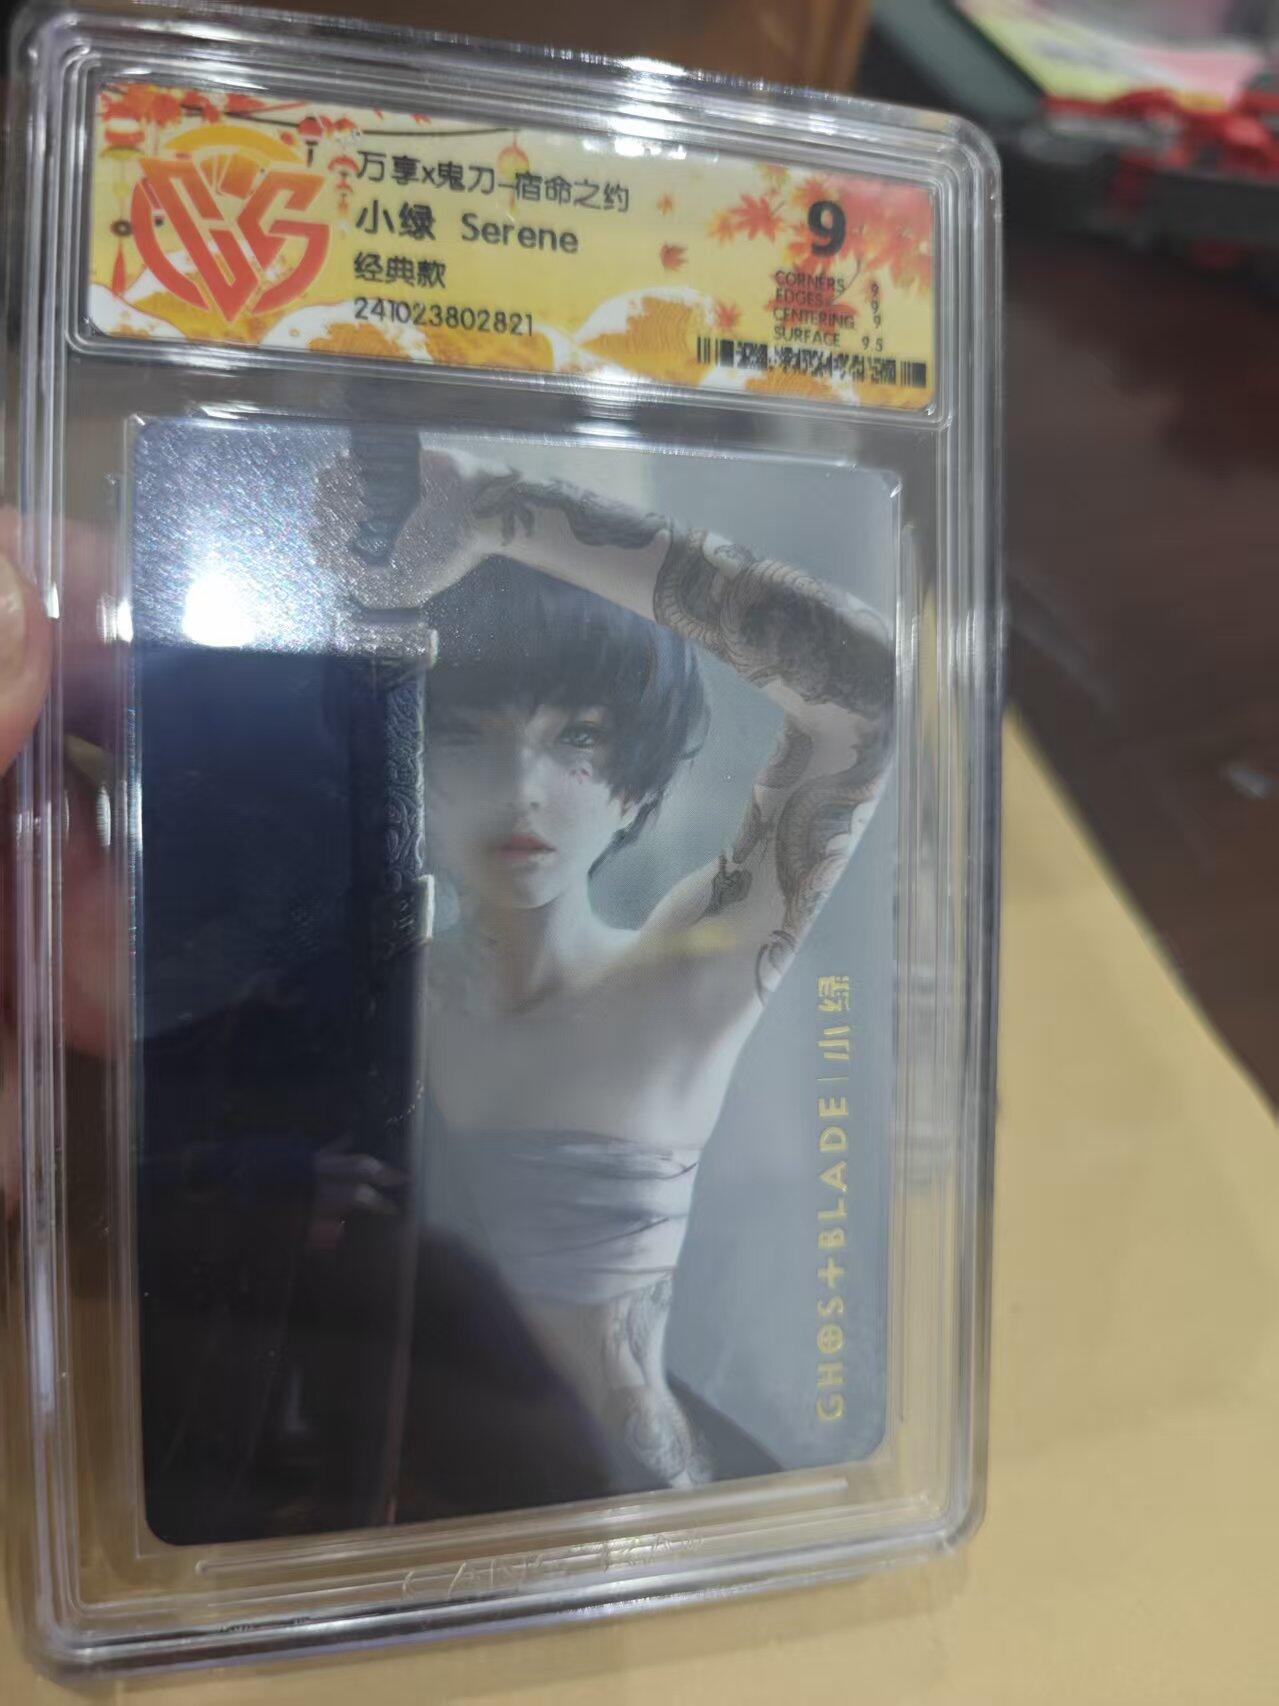 万享x鬼刀-宿命之约
小绿 Serene
经典款
241023802821
9
CORNERS 9
EDGES 9
CENTERING 9
SURFACE 9.5
GHOST BLADE | 小绿